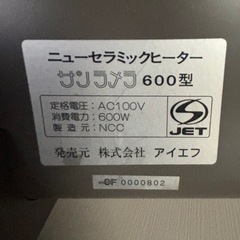 ニューセラミックヒーター
サンラメラ 600型
定格電圧：AC100V
消費電力：600W
製造元：NCC
S
JET
発売元 株式会社 アイエフ
CF 0000802